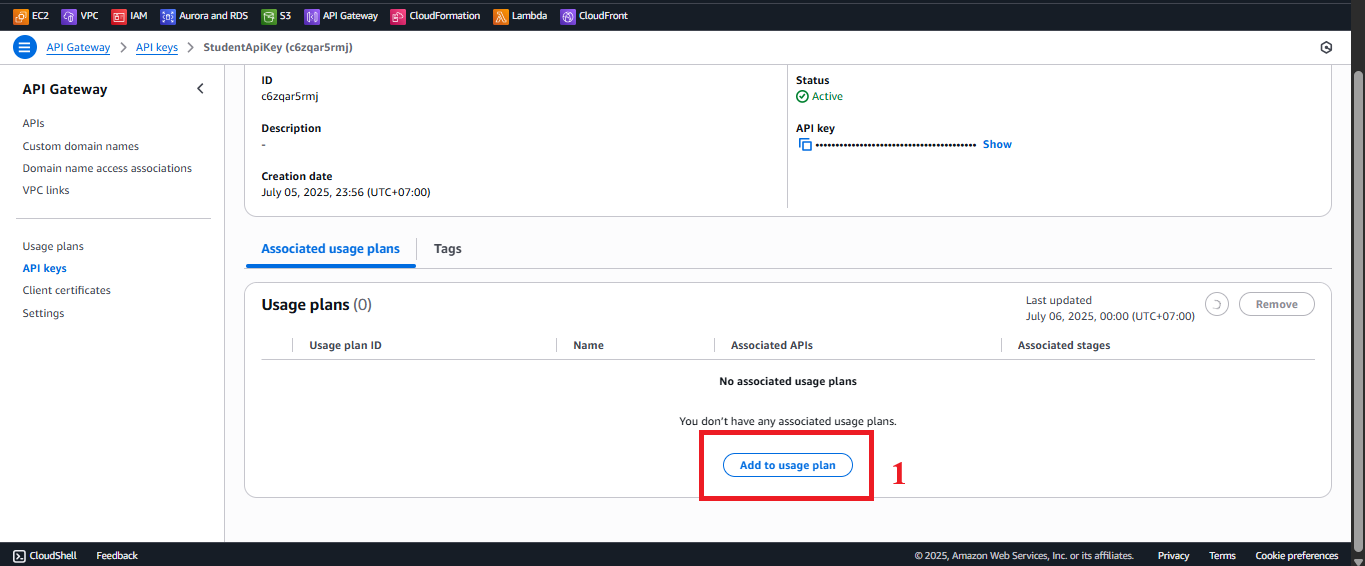 EC2 VPC IAM Aurora and RDS S3 API Gateway CloudFormation Lambda CloudFront
API Gateway > API keys > StudentApiKey (c6zqar5rmj)
API Gateway
APIs
Custom domain names
Domain name access associations
VPC links
Usage plans
API keys
Client certificates
Settings
ID
c6zqar5rmj
Description
-
Creation date
July 05, 2025, 23:56 (UTC+07:00)
Status
Active
API key
•••••••••••••••••••••••••••••••••••••••• Show
Associated usage plans Tags
Usage plans (0)
Last updated
July 06, 2025, 00:00 (UTC+07:00)
Remove
Usage plan ID Name Associated APIs Associated stages
No associated usage plans
You don't have any associated usage plans.
Add to usage plan
1
CloudShell Feedback © 2025, Amazon Web Services, Inc. or its affiliates. Privacy Terms Cookie preferences